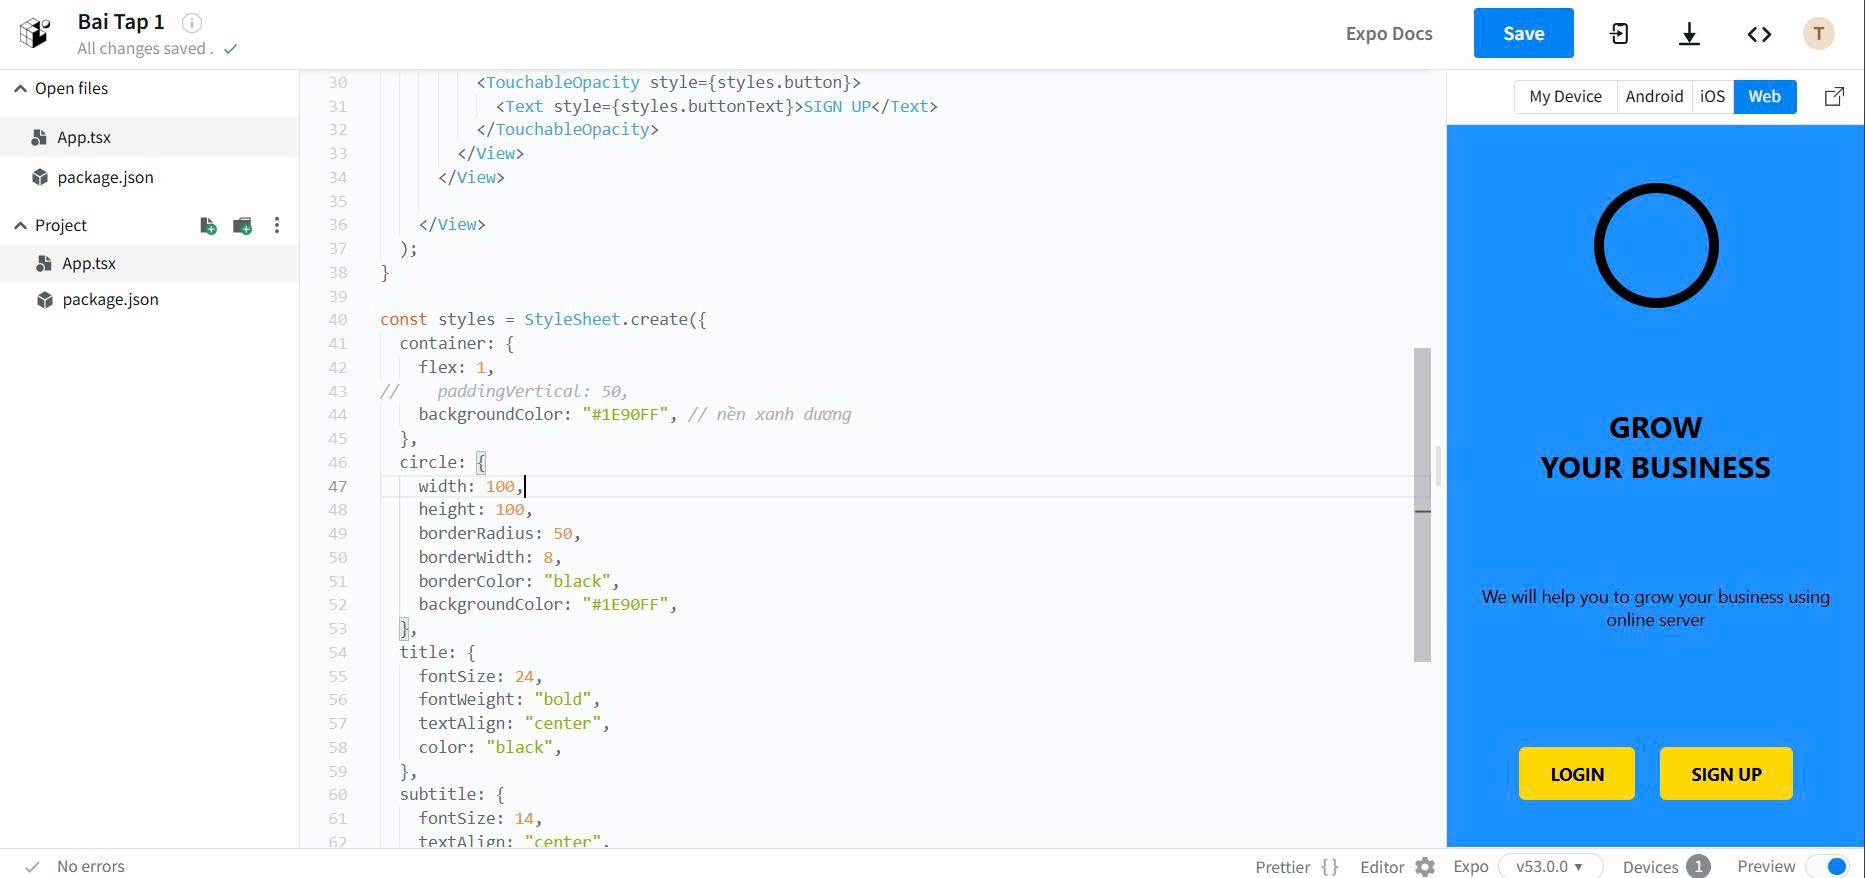 Bai Tap 1
All changes saved .
Expo Docs
Save
T
Open files
App.tsx
package.json
Project
App.tsx
package.json
30 <TouchableOpacity style={styles.button}>
31 <Text style={styles.buttonText}>SIGN UP</Text>
32 </TouchableOpacity>
33 </View>
34 </View>
35
36 </View>
37 );
38 }
39
40 const styles = StyleSheet.create({
41 container: {
42 flex: 1,
43 // paddingVertical: 50,
44 backgroundColor: "#1E90FF", // nền xanh dương
45 },
46 circle: {
47 width: 100,
48 height: 100,
49 borderRadius: 50,
50 borderWidth: 8,
51 borderColor: "black",
52 backgroundColor: "#1E90FF",
53 },
54 title: {
55 fontSize: 24,
56 fontWeight: "bold",
57 textAlign: "center",
58 color: "black",
59 },
60 subtitle: {
61 fontSize: 14,
62 textAlign: "center",
My Device Android iOS Web
GROW
YOUR BUSINESS
We will help you to grow your business using
online server
LOGIN SIGN UP
No errors
Prettier {} Editor Expo v53.0.0 Devices 1 Preview